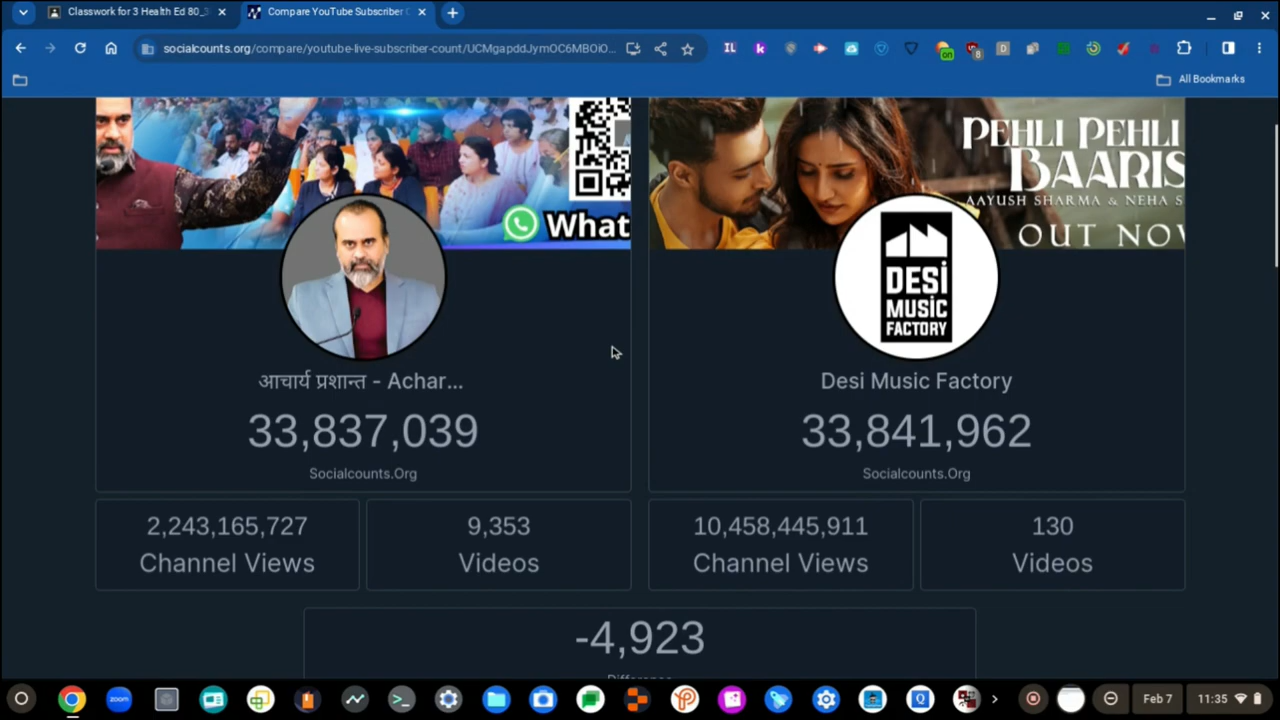 Classwork for 3 Health Ed 80_3
Compare YouTube Subscriber C
socialcounts.org/compare/youtube-live-subscriber-count/UCMgapddJymOC6MBOiO...
All Bookmarks
What
PEHLI PEHLI
BAARIS
AAYUSH SHARMA & NEHA S
OUT NOV
DESi
MUSiC
FACTORY
आचार्य प्रशान्त - Achar...
Desi Music Factory
33,837,039
33,841,962
Socialcounts.Org
Socialcounts.Org
2,243,165,727
9,353
10,458,445,911
130
Channel Views
Videos
Channel Views
Videos
-4,923
Difference
zoom
Feb 7
11:35